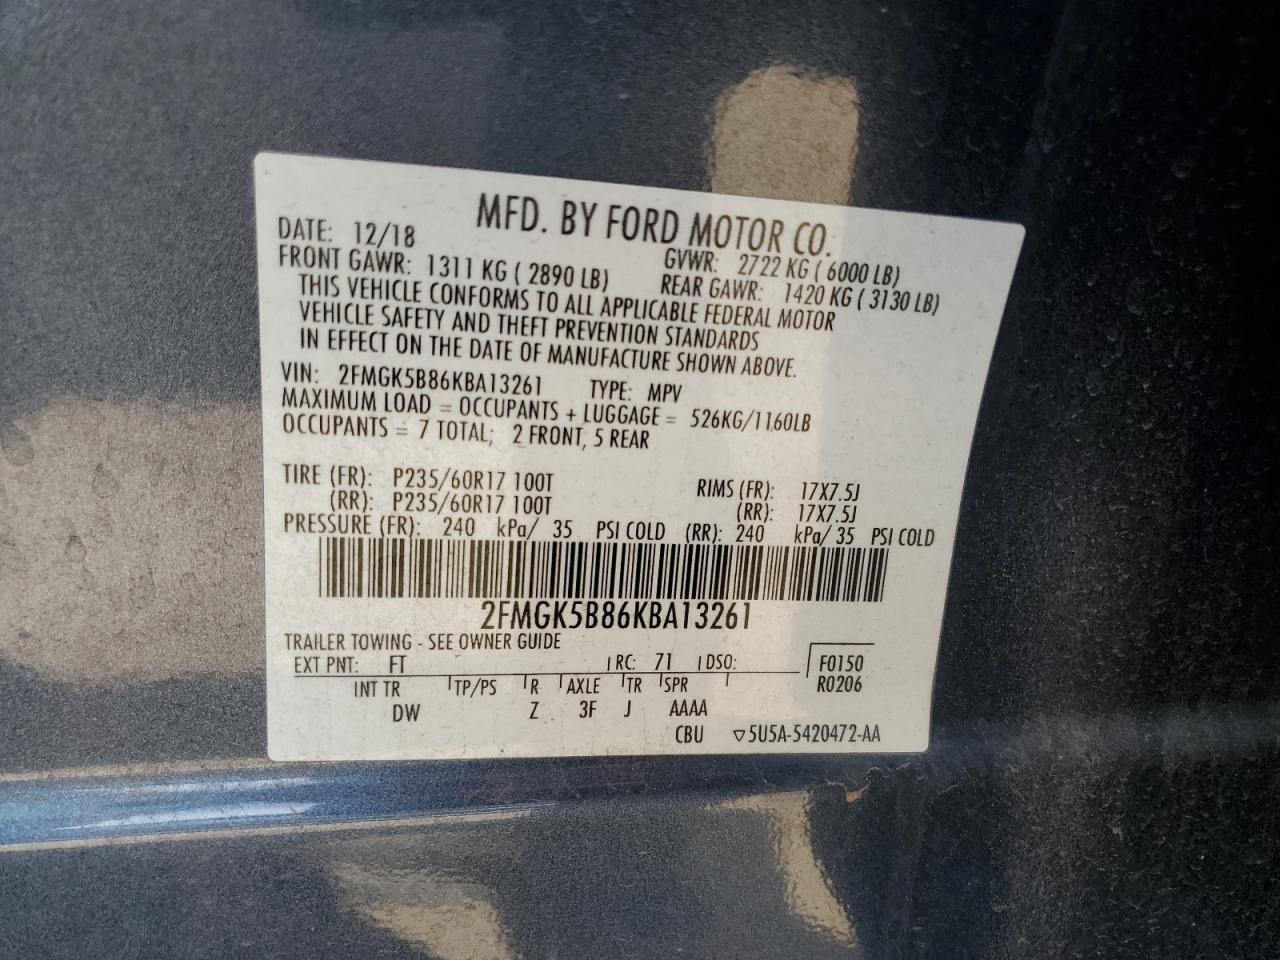 MFD. BY FORD MOTOR CO.
DATE: 12/18 GVWR: 2722 KG ( 6000 LB)
FRONT GAWR: 1311 KG ( 2890 LB) REAR GAWR: 1420 KG ( 3130 LB)
THIS VEHICLE CONFORMS TO ALL APPLICABLE FEDERAL MOTOR
VEHICLE SAFETY AND THEFT PREVENTION STANDARDS
IN EFFECT ON THE DATE OF MANUFACTURE SHOWN ABOVE.
VIN: 2FMGK5B86KBA13261 TYPE: MPV
MAXIMUM LOAD = OCCUPANTS + LUGGAGE = 526KG/1160LB
OCCUPANTS = 7 TOTAL; 2 FRONT, 5 REAR
TIRE (FR): P235/60R17 100T RIMS (FR): 17X7.5J
(RR): P235/60R17 100T (RR): 17X7.5J
PRESSURE (FR): 240 kPa/ 35 PSI COLD (RR): 240 kPa/ 35 PSI COLD
2FMGK5B86KBA13261
TRAILER TOWING - SEE OWNER GUIDE
EXT PNT: FT RC: 71 DSO: F0150
INT TR TP/PS R AXLE TR SPR R0206
DW Z 3F J AAAA
CBU ▽5U5A-5420472-AA